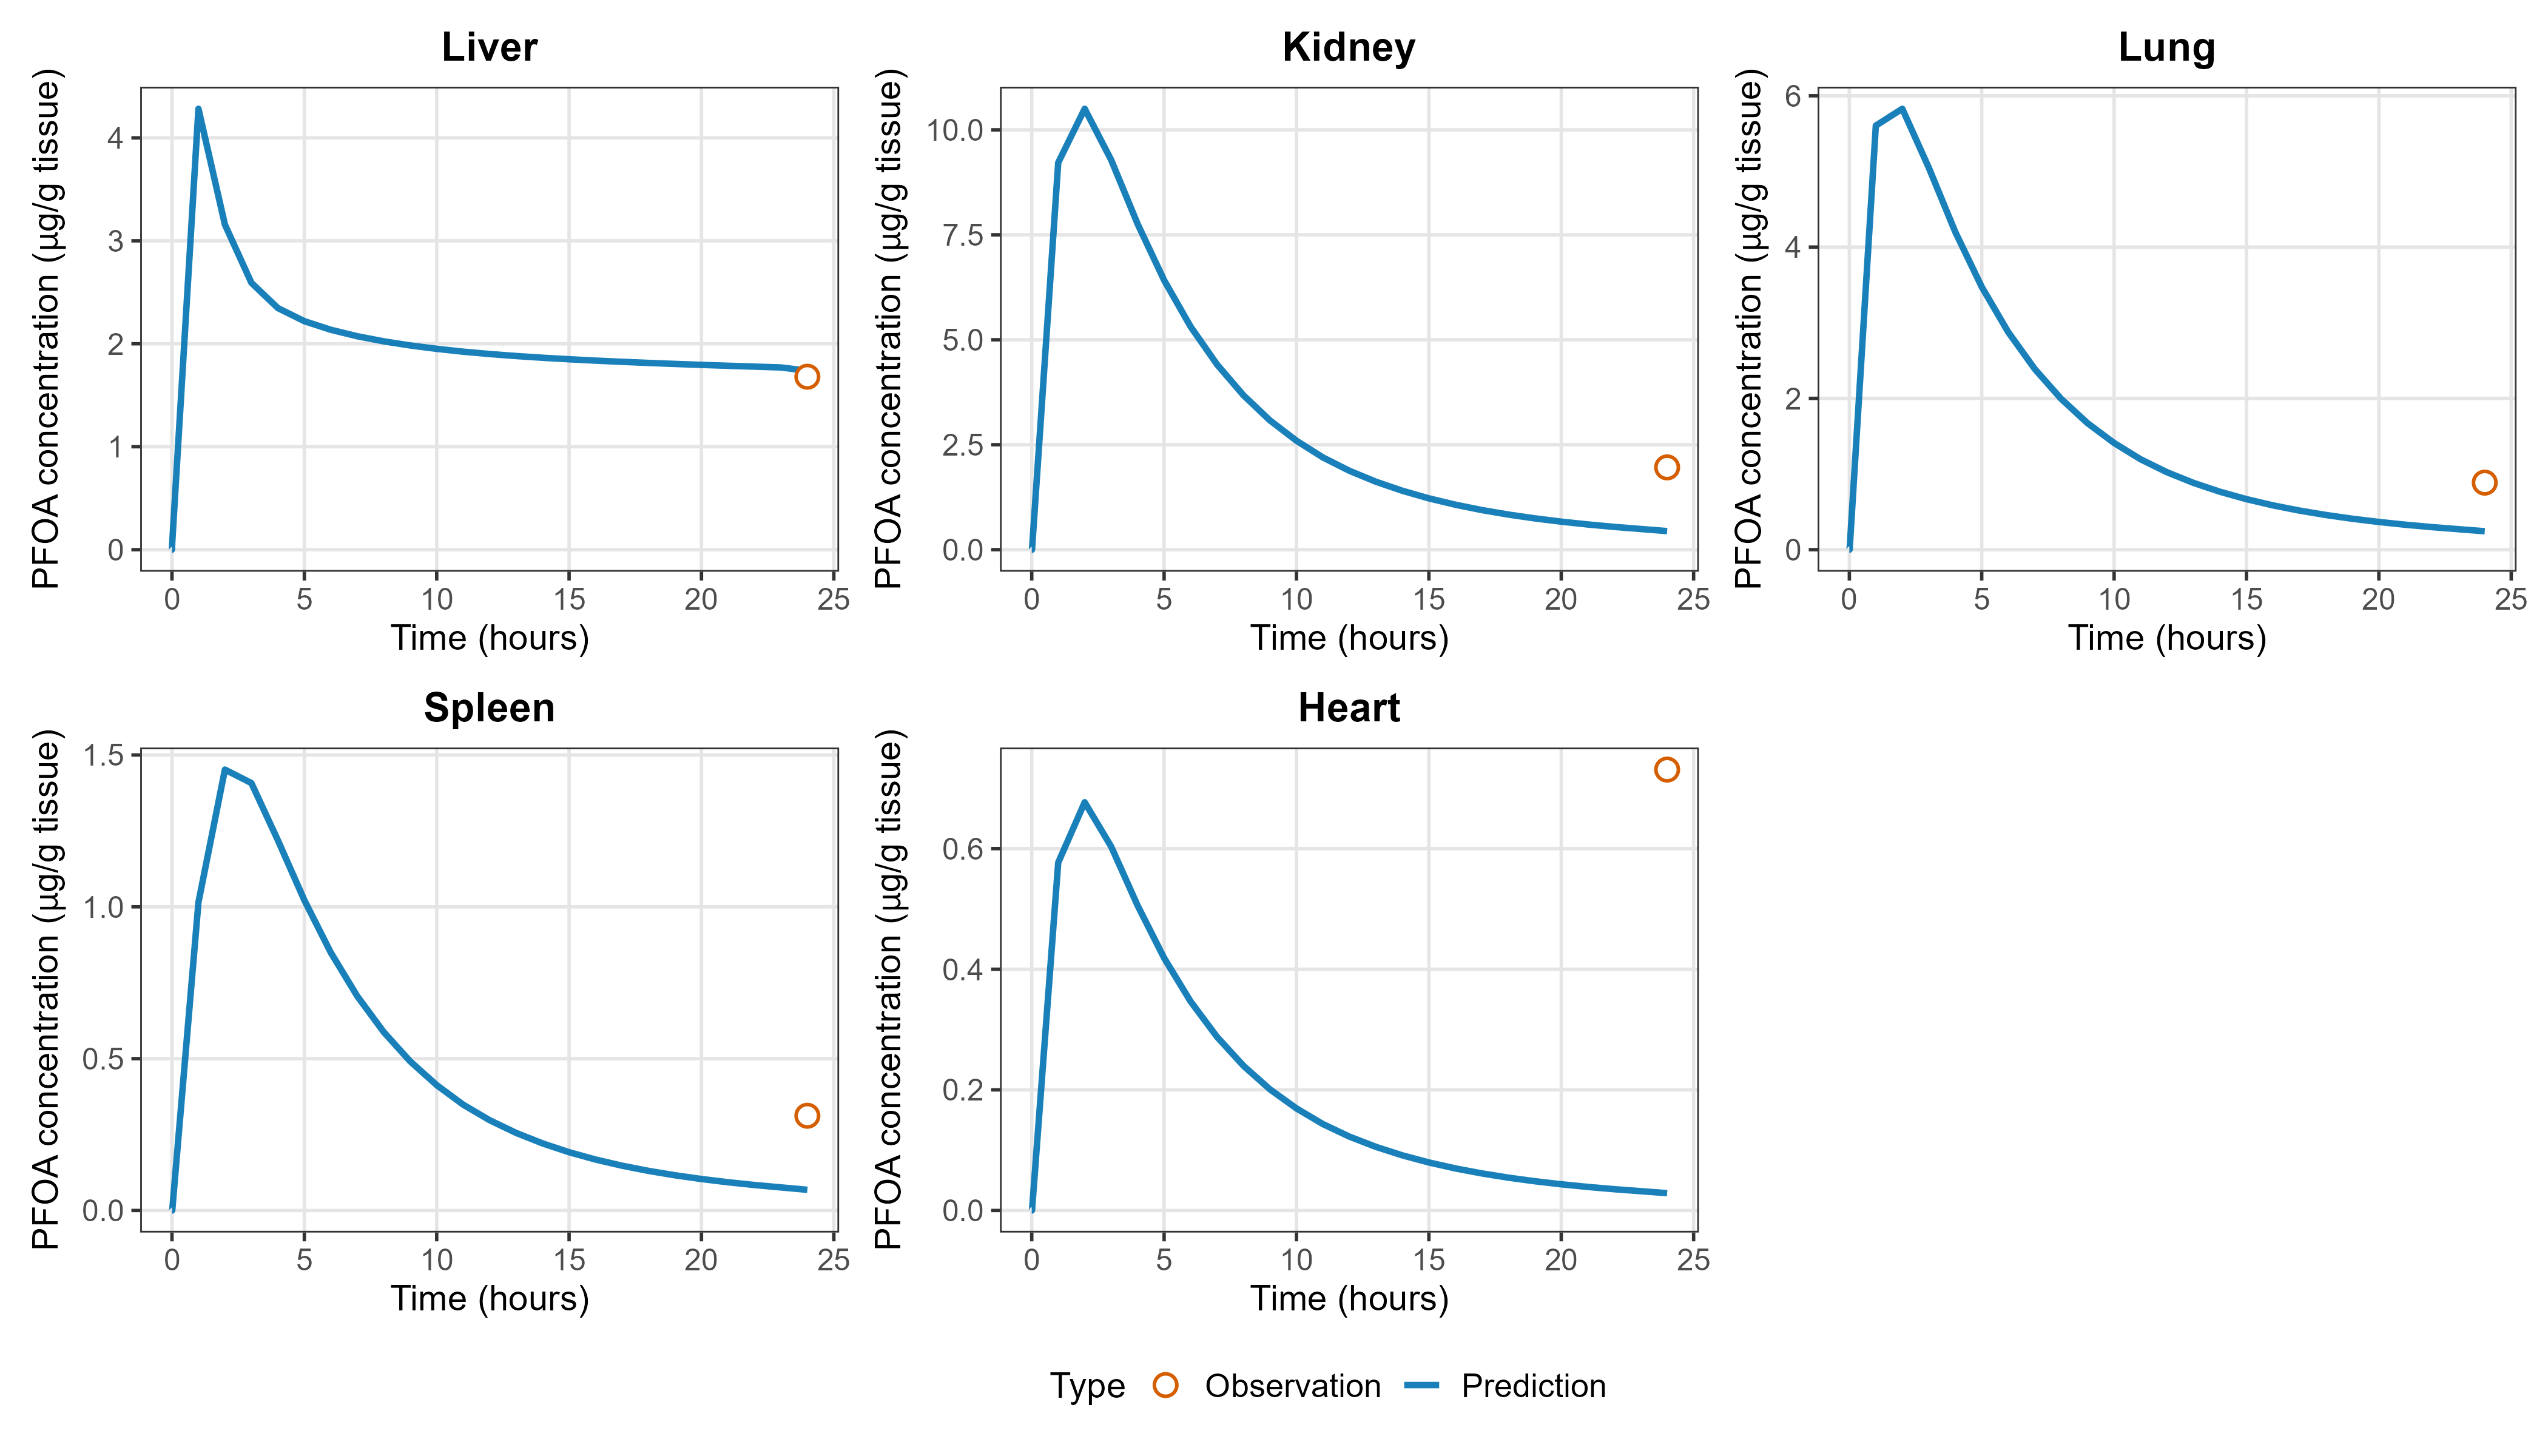 Liver
PFOA concentration (µg/g tissue)
4
3
2
1
0
0 5 10 15 20 25
Time (hours)
Kidney
PFOA concentration (µg/g tissue)
10.0
7.5
5.0
2.5
0.0
0 5 10 15 20 25
Time (hours)
Lung
PFOA concentration (µg/g tissue)
6
4
2
0
0 5 10 15 20 25
Time (hours)
Spleen
PFOA concentration (µg/g tissue)
1.5
1.0
0.5
0.0
0 5 10 15 20 25
Time (hours)
Heart
PFOA concentration (µg/g tissue)
0.6
0.4
0.2
0.0
0 5 10 15 20 25
Time (hours)
Type Observation Prediction